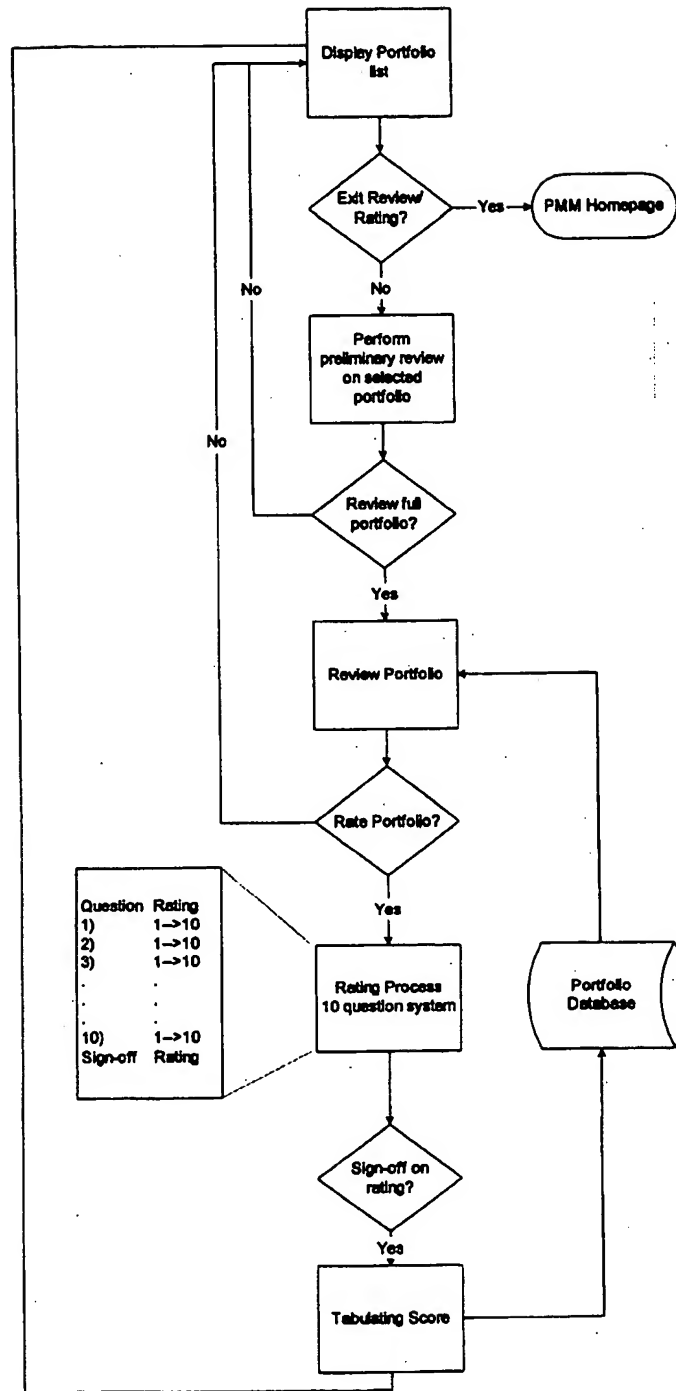 Display Portfolio
list
Exit Review/
Rating?
Yes
PMM Homepage
No
No
Perform
preliminary review
on selected
portfolio
No
Review full
portfolio?
Yes
Review Portfolio
Rate Portfolio?
Yes
Question Rating
1) 1-->10
2) 1-->10
3) 1-->10
. .
. .
. .
10) 1-->10
Sign-off Rating
Rating Process
10 question system
Portfolio
Database
Sign-off on
rating?
Yes
Tabulating Score